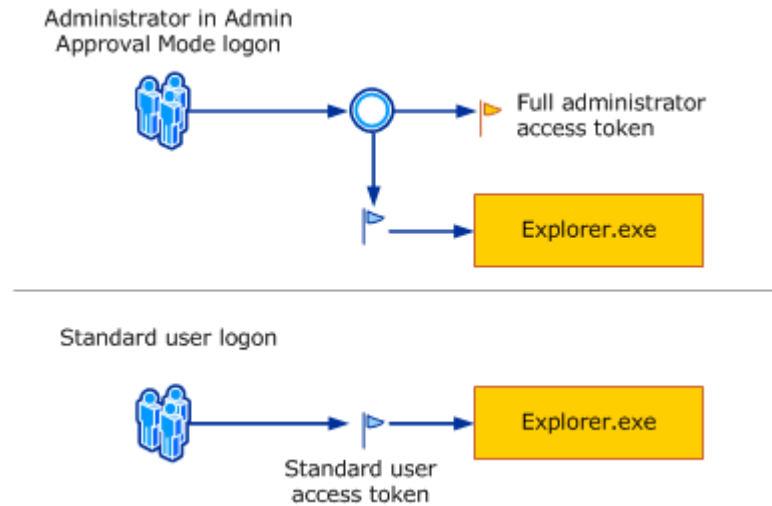 Administrator in Admin
Approval Mode logon
Full administrator
access token
Explorer.exe
Standard user logon
Explorer.exe
Standard user
access token